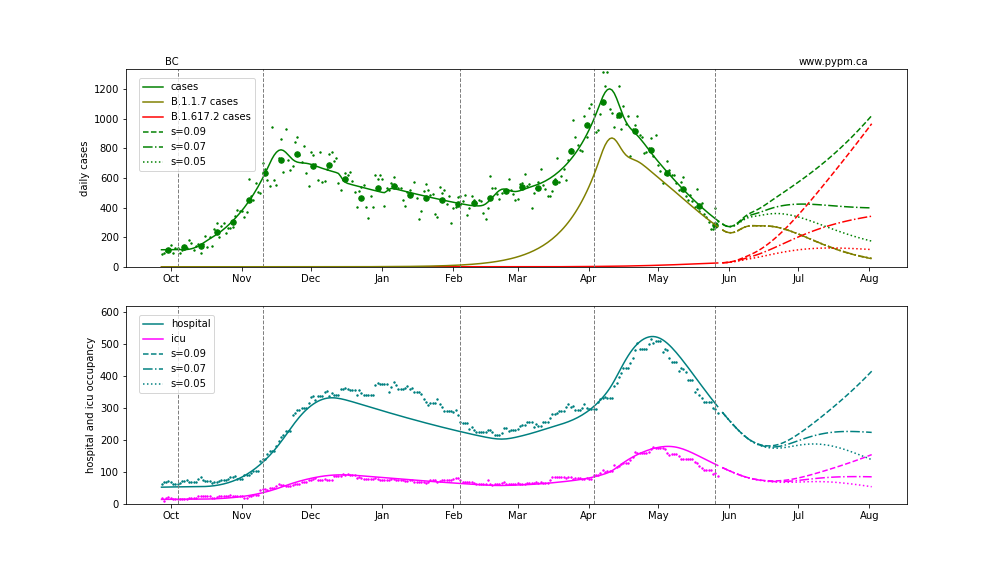 BC
www.pypm.ca
1200
1000
800
600
400
200
0
daily cases
cases
B.1.1.7 cases
B.1.617.2 cases
s=0.09
s=0.07
s=0.05
Oct Nov Dec Jan Feb Mar Apr May Jun Jul Aug
600
500
400
300
200
100
0
hospital and icu occupancy
hospital
icu
s=0.09
s=0.07
s=0.05
Oct Nov Dec Jan Feb Mar Apr May Jun Jul Aug